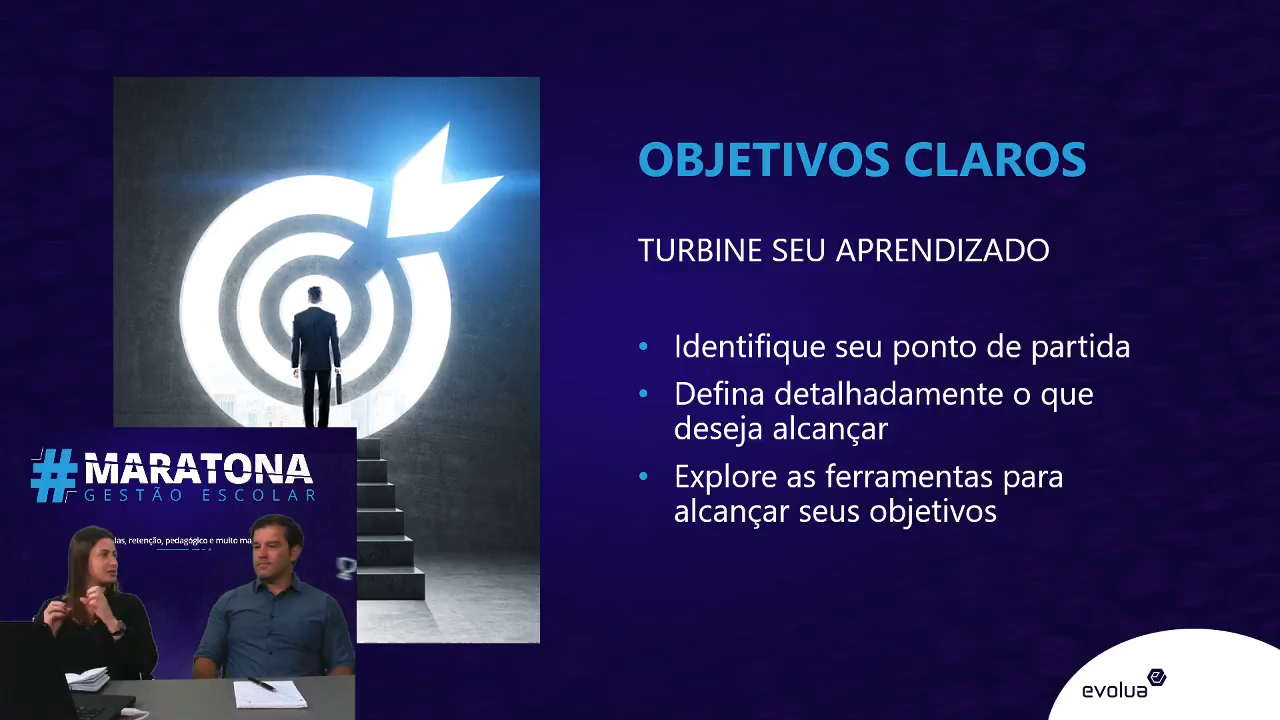 OBJETIVOS CLAROS
TURBINE SEU APRENDIZADO
• Identifique seu ponto de partida
• Defina detalhadamente o que
deseja alcançar
• Explore as ferramentas para
alcançar seus objetivos
#MARATONA
GESTÃO ESCOLAR
retenção, pedagógico e muito
evolua